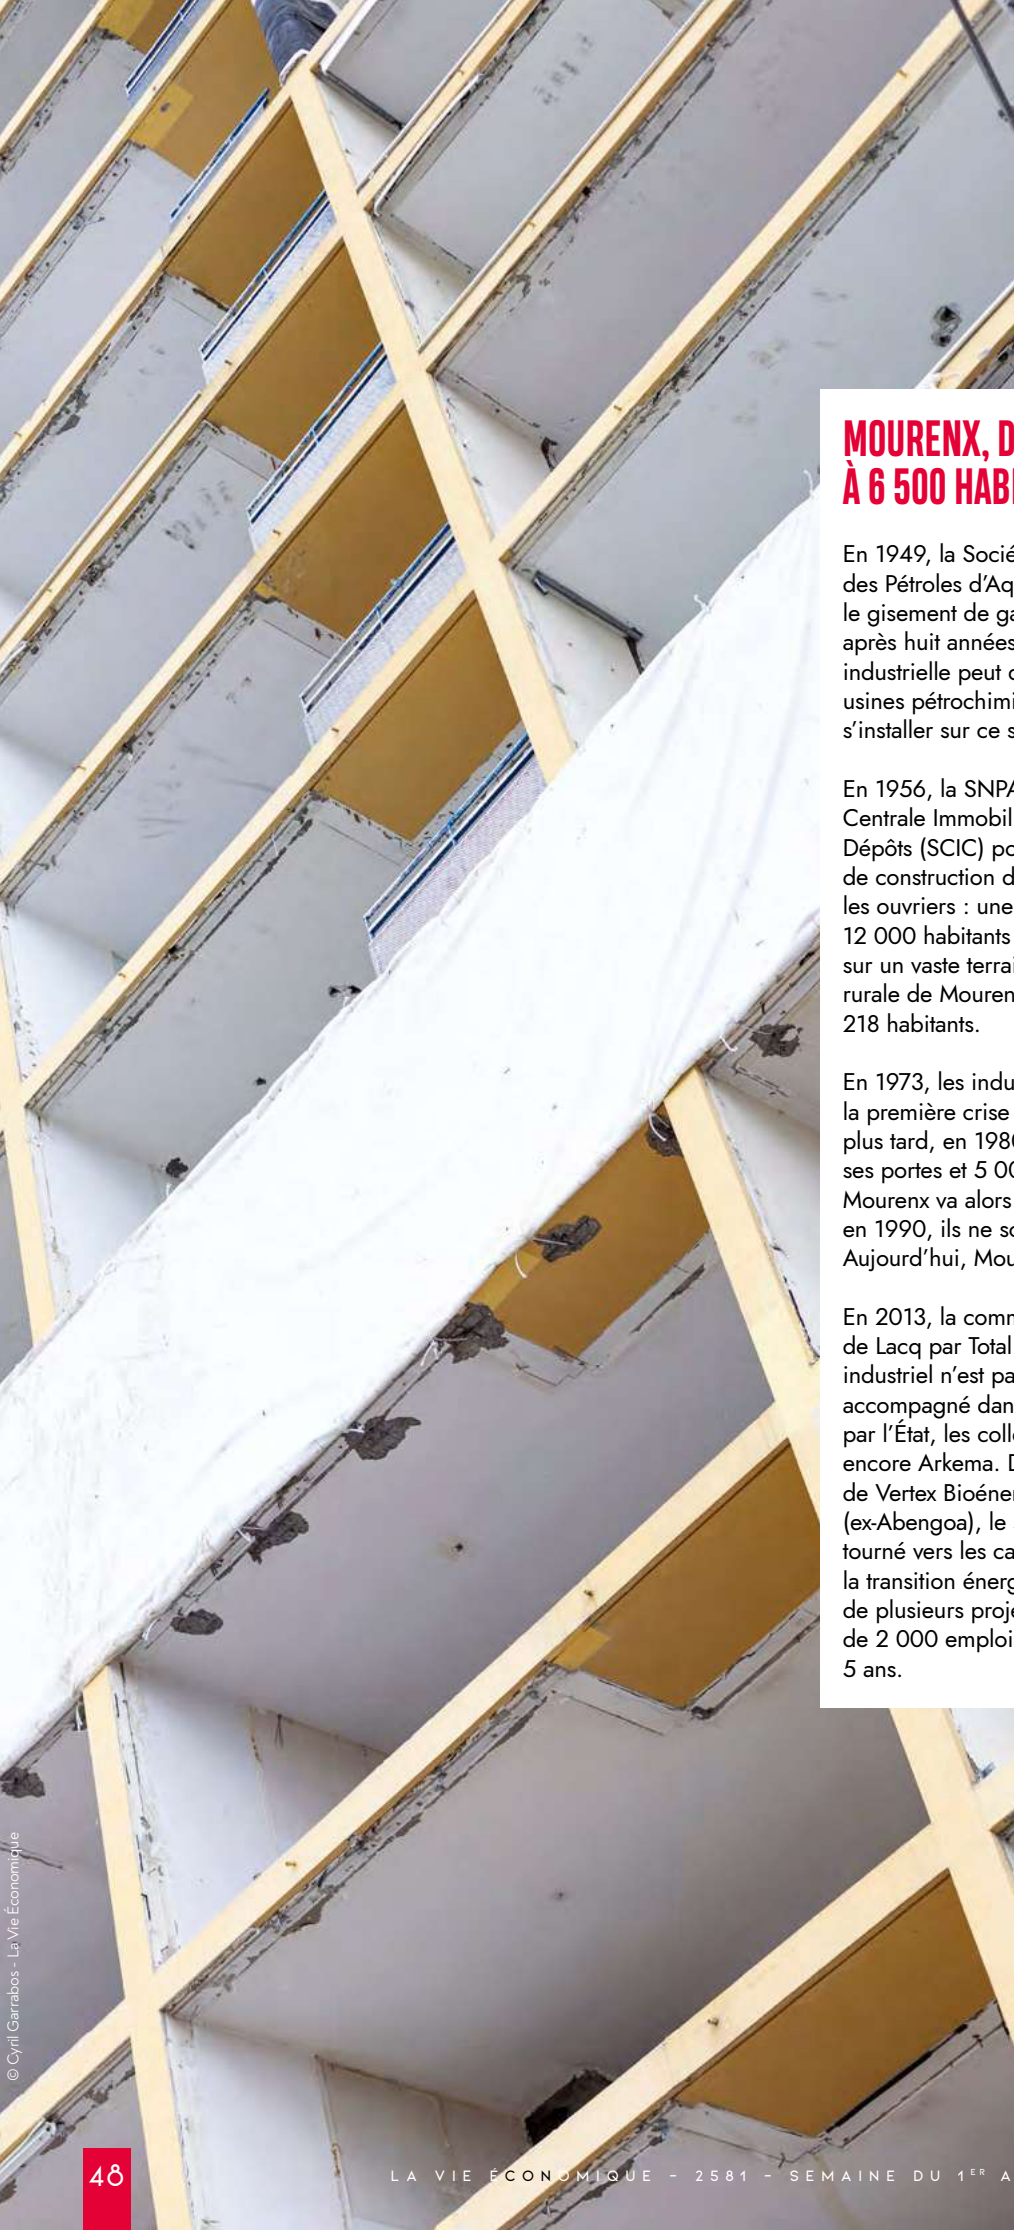 MOURENX, D
À 6 500 HABI
En 1949, la Socié
des Pétroles d’Aq
le gisement de ga
après huit années
industrielle peut
usines pétrochimi
s’installer sur ce s
En 1956, la SNPA
Centrale Immobil
Dépôts (SCIC) po
de construction d
les ouvriers : une
12 000 habitants
sur un vaste terrai
rurale de Mouren
218 habitants.
En 1973, les indu
la première crise
plus tard, en 1980
ses portes et 5 00
Mourenx va alors
en 1990, ils ne so
Aujourd’hui, Mou
En 2013, la comm
de Lacq par Total
industriel n’est pa
accompagné dan
par l’État, les colle
encore Arkema. D
de Vertex Bioéner
(ex-Abengoa), le
tourné vers les ca
la transition énerg
de plusieurs proje
de 2 000 emploi
5 ans.
© Cyril Garrabos - La Vie Économique
48
LA VIE ÉCONOMIQUE - 2581 - SEMAINE DU 1ER A